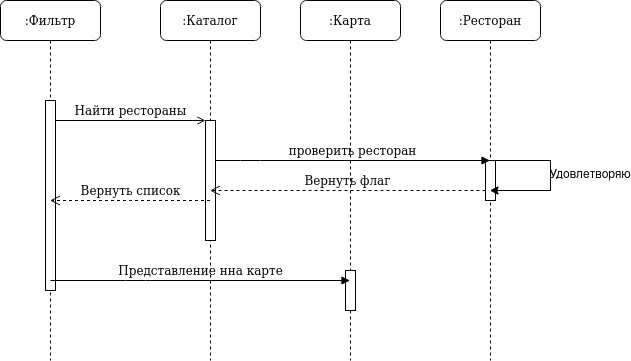 :Фильтр
:Каталог
:Карта
:Ресторан
Найти рестораны
проверить ресторан
Удовлетворяю
Вернуть флаг
Вернуть список
Представление нна карте